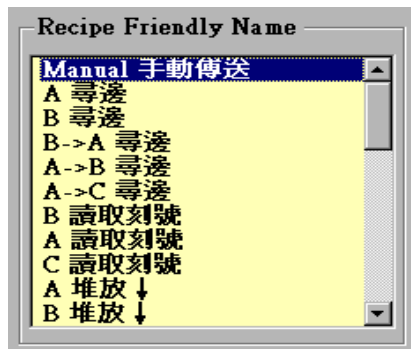 Recipe Friendly Name
Manual 手動傳送
A 尋邊
B 尋邊
B->A 尋邊
A->B 尋邊
A->C 尋邊
B 讀取刻號
A 讀取刻號
C 讀取刻號
A 堆放↓
B 堆放↓